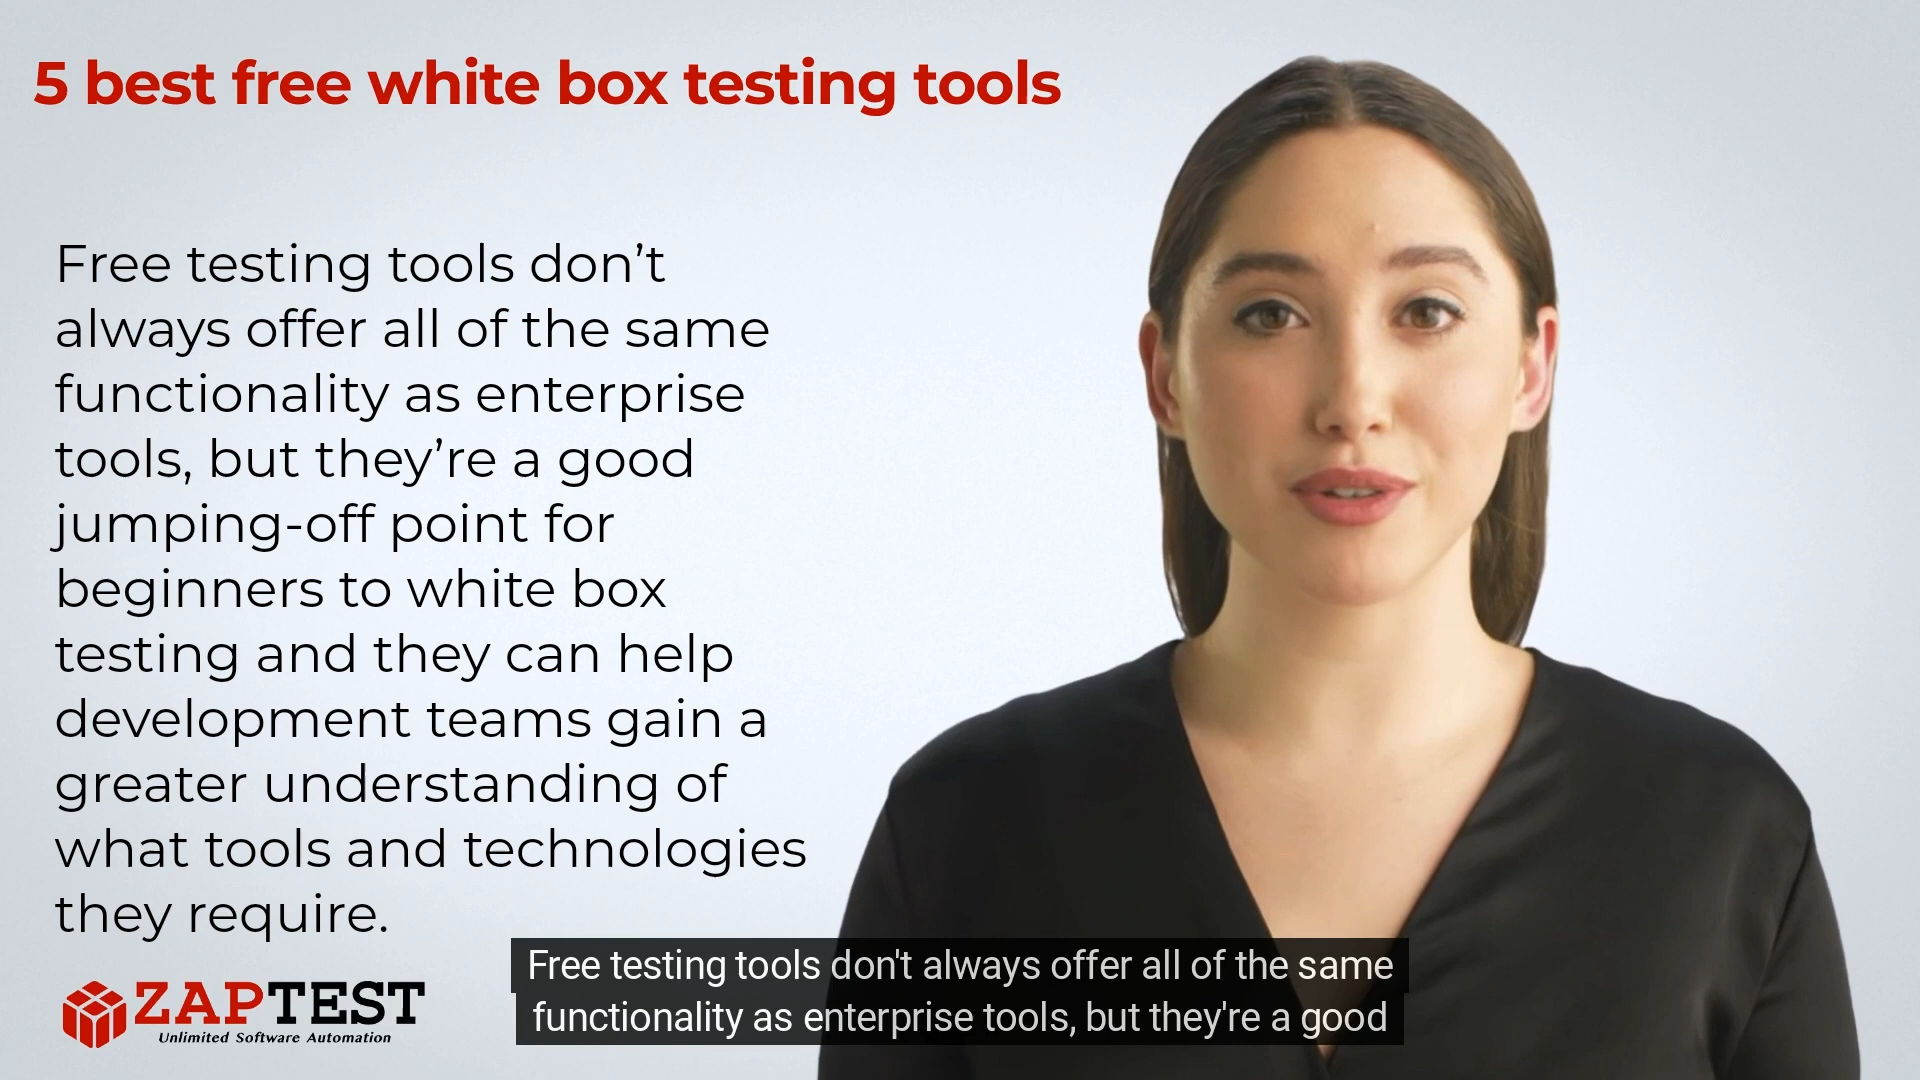 5 best free white box testing tools
Free testing tools don’t
always offer all of the same
functionality as enterprise
tools, but they’re a good
jumping-off point for
beginners to white box
testing and they can help
development teams gain a
greater understanding of
what tools and technologies
they require.
ZAPTEST
Unlimited Software Automation
Free testing tools don't always offer all of the same
functionality as enterprise tools, but they're a good